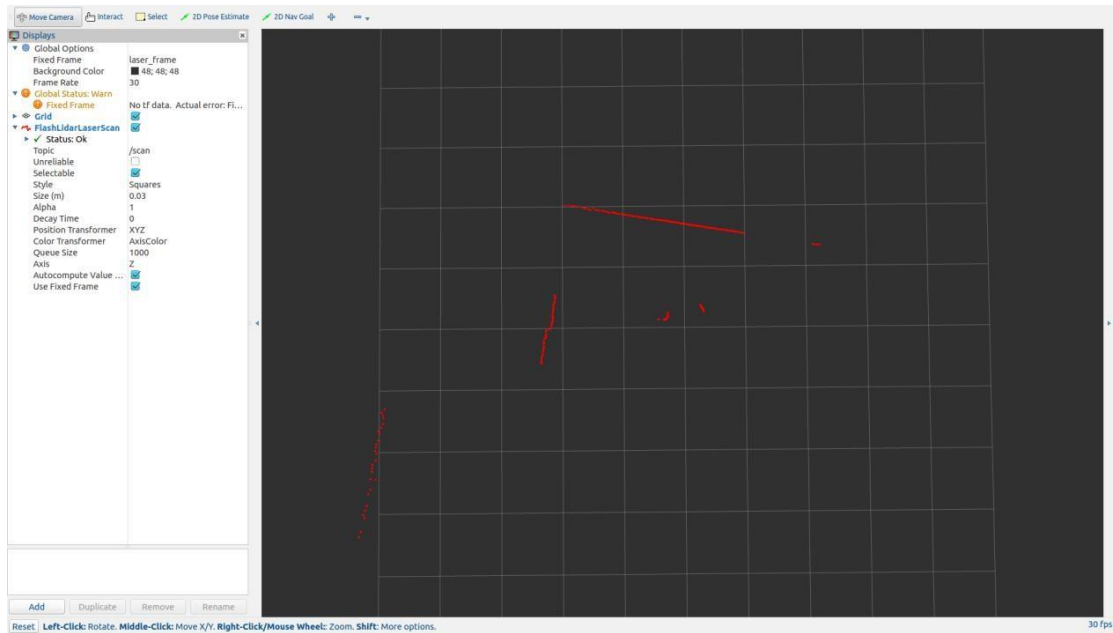 Move Camera Interact Select 2D Pose Estimate 2D Nav Goal
Displays
Global Options
Fixed Frame laser_frame
Background Color 48; 48; 48
Frame Rate 30
Global Status: Warn
Fixed Frame No tf data. Actual error: Fi...
Grid
FlashLidarLaserScan
Status: Ok
Topic /scan
Unreliable
Selectable
Style Squares
Size (m) 0.03
Alpha 1
Decay Time 0
Position Transformer XYZ
Color Transformer AxisColor
Queue Size 1000
Axis Z
Autocompute Value ...
Use Fixed Frame
Add Duplicate Remove Rename
Reset Left-Click: Rotate. Middle-Click: Move X/Y. Right-Click/Mouse Wheel:: Zoom. Shift: More options. 30 fps